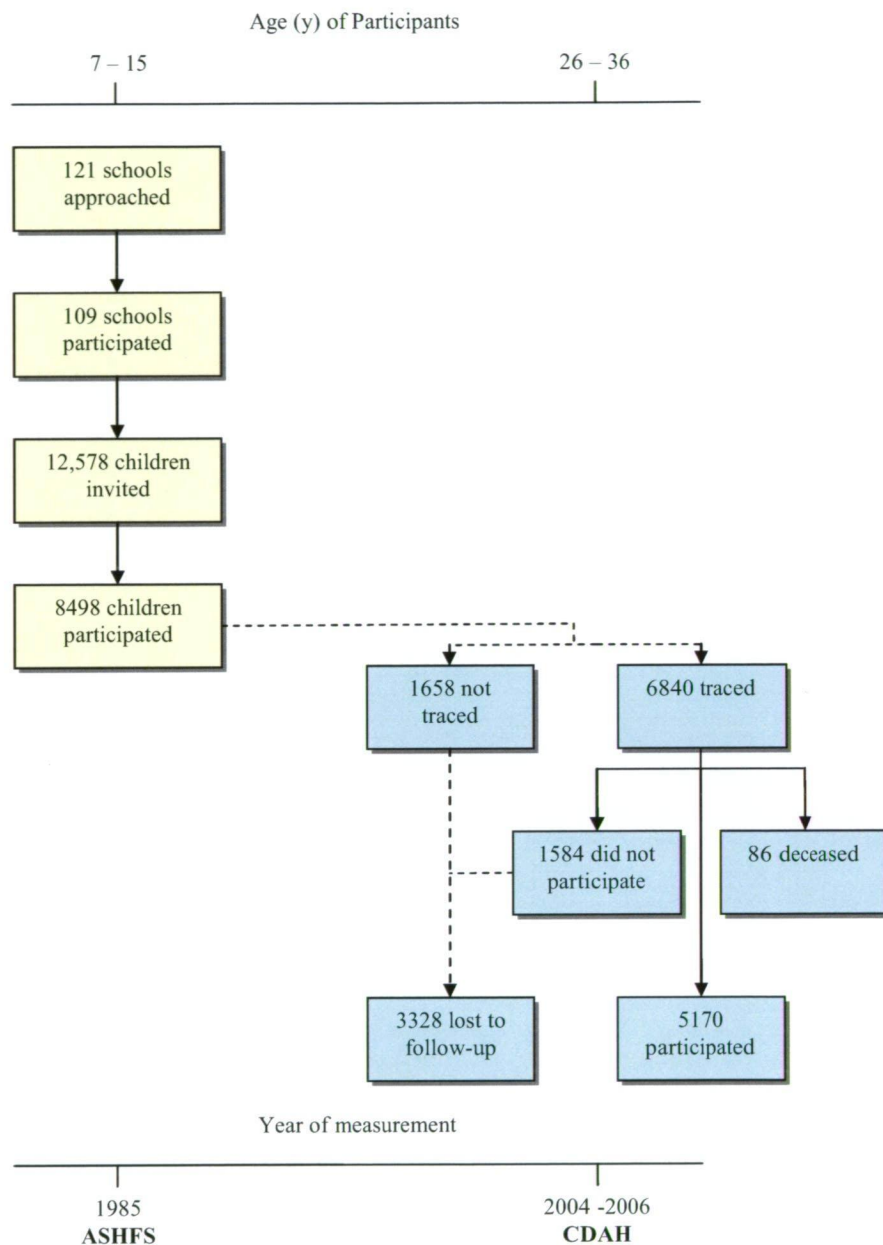 Age (y) of Participants
7 – 15
26 – 36
121 schools
approached
109 schools
participated
12,578 children
invited
8498 children
participated
1658 not
traced
6840 traced
1584 did not
participate
86 deceased
3328 lost to
follow-up
5170
participated
Year of measurement
1985
ASHFS
2004 -2006
CDAH